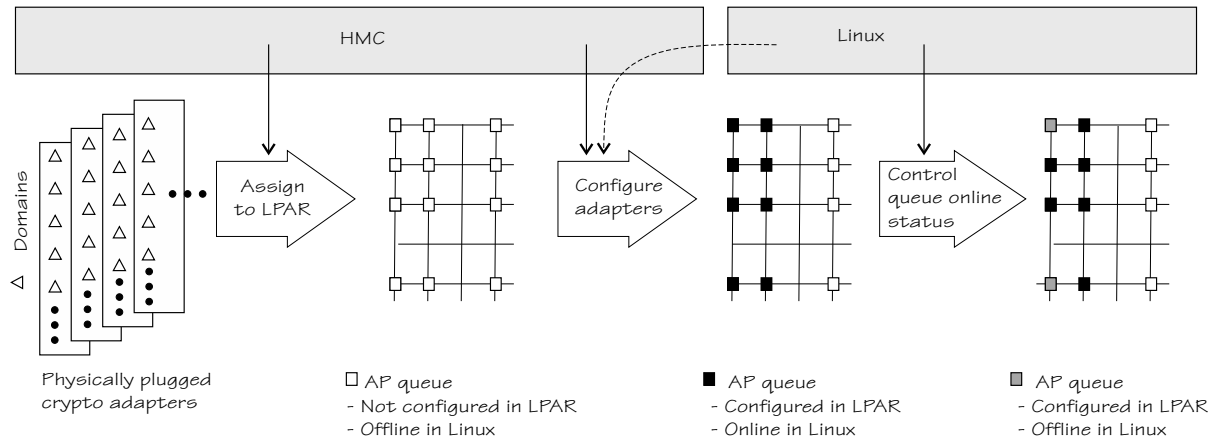 HMC
Linux
Domains
Assign
to LPAR
Configure
adapters
Control
queue online
status
Physically plugged
crypto adapters
AP queue
- Not configured in LPAR
- Offline in Linux
AP queue
- Configured in LPAR
- Online in Linux
AP queue
- Configured in LPAR
- Offline in Linux